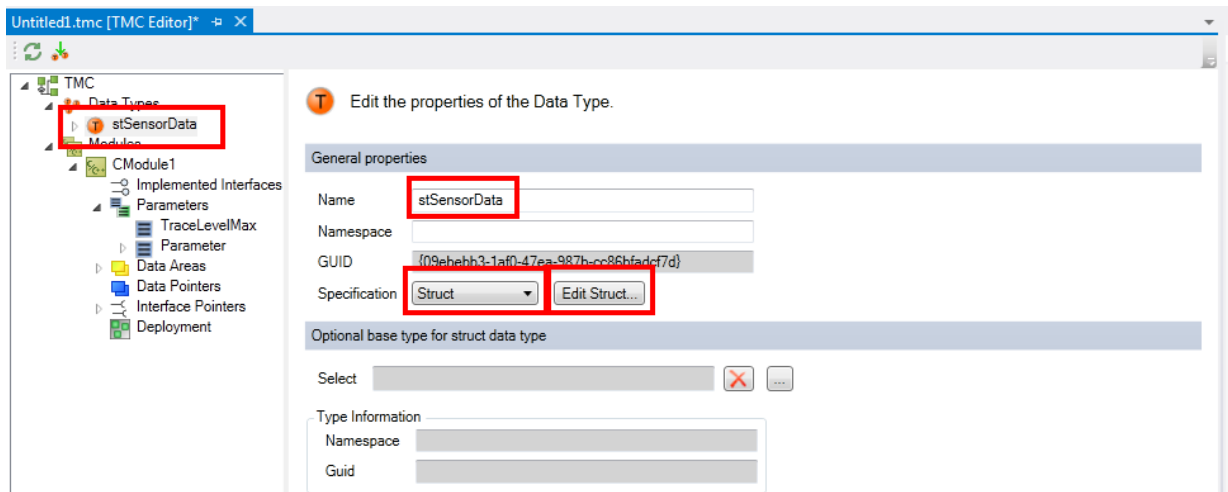 Untitled1.tmc [TMC Editor]*
TMC
Data Types
stSensorData
Modules
CModule1
Implemented Interfaces
Parameters
TraceLevelMax
Parameter
Data Areas
Data Pointers
Interface Pointers
Deployment
Edit the properties of the Data Type.
General properties
Name stSensorData
Namespace
GUID {09ebebb3-1af0-47ea-987b-cc86bfadcf7d}
Specification Struct Edit Struct...
Optional base type for struct data type
Select ...
Type Information
Namespace
Guid